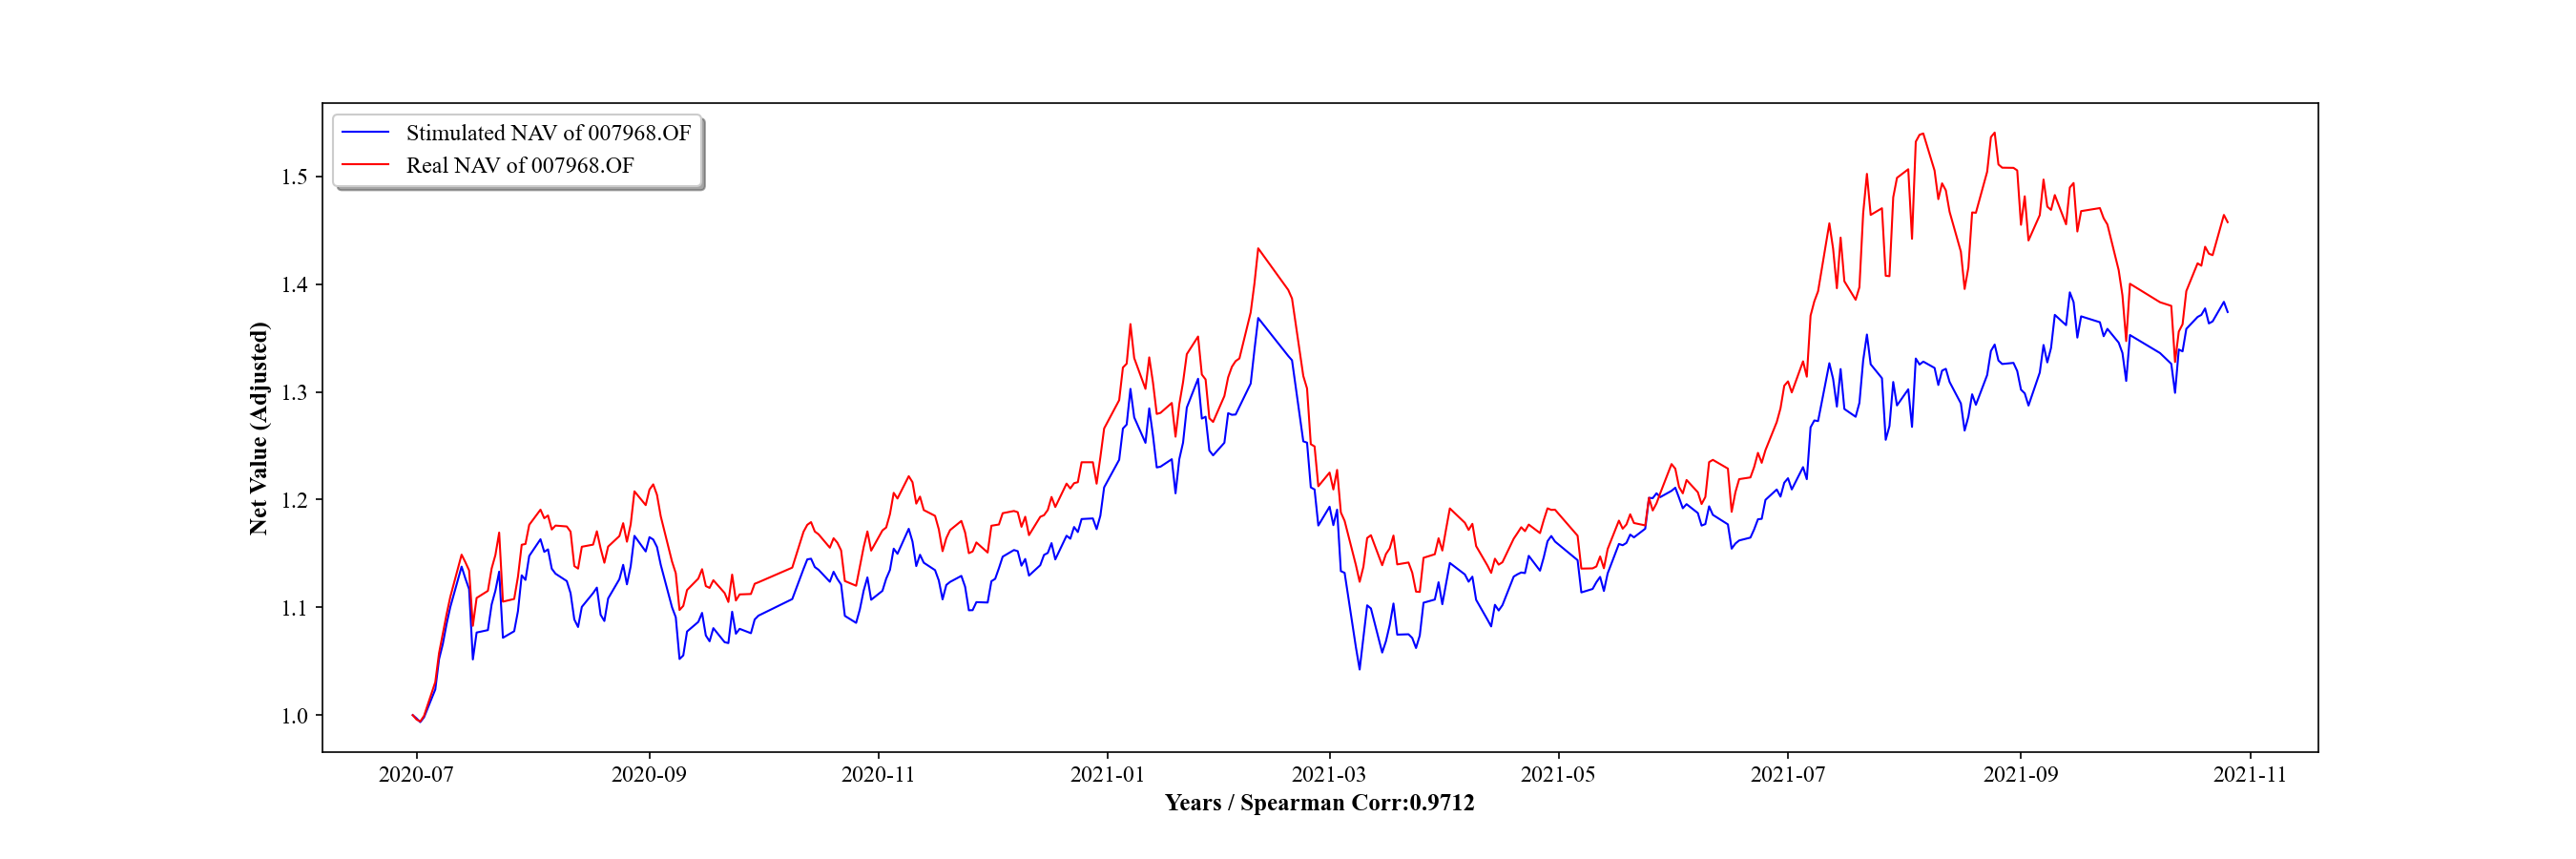 Stimulated NAV of 007968.OF
Real NAV of 007968.OF
Net Value (Adjusted)
1.5
1.4
1.3
1.2
1.1
1.0
2020-07 2020-09 2020-11 2021-01 2021-03 2021-05 2021-07 2021-09 2021-11
Years / Spearman Corr:0.9712